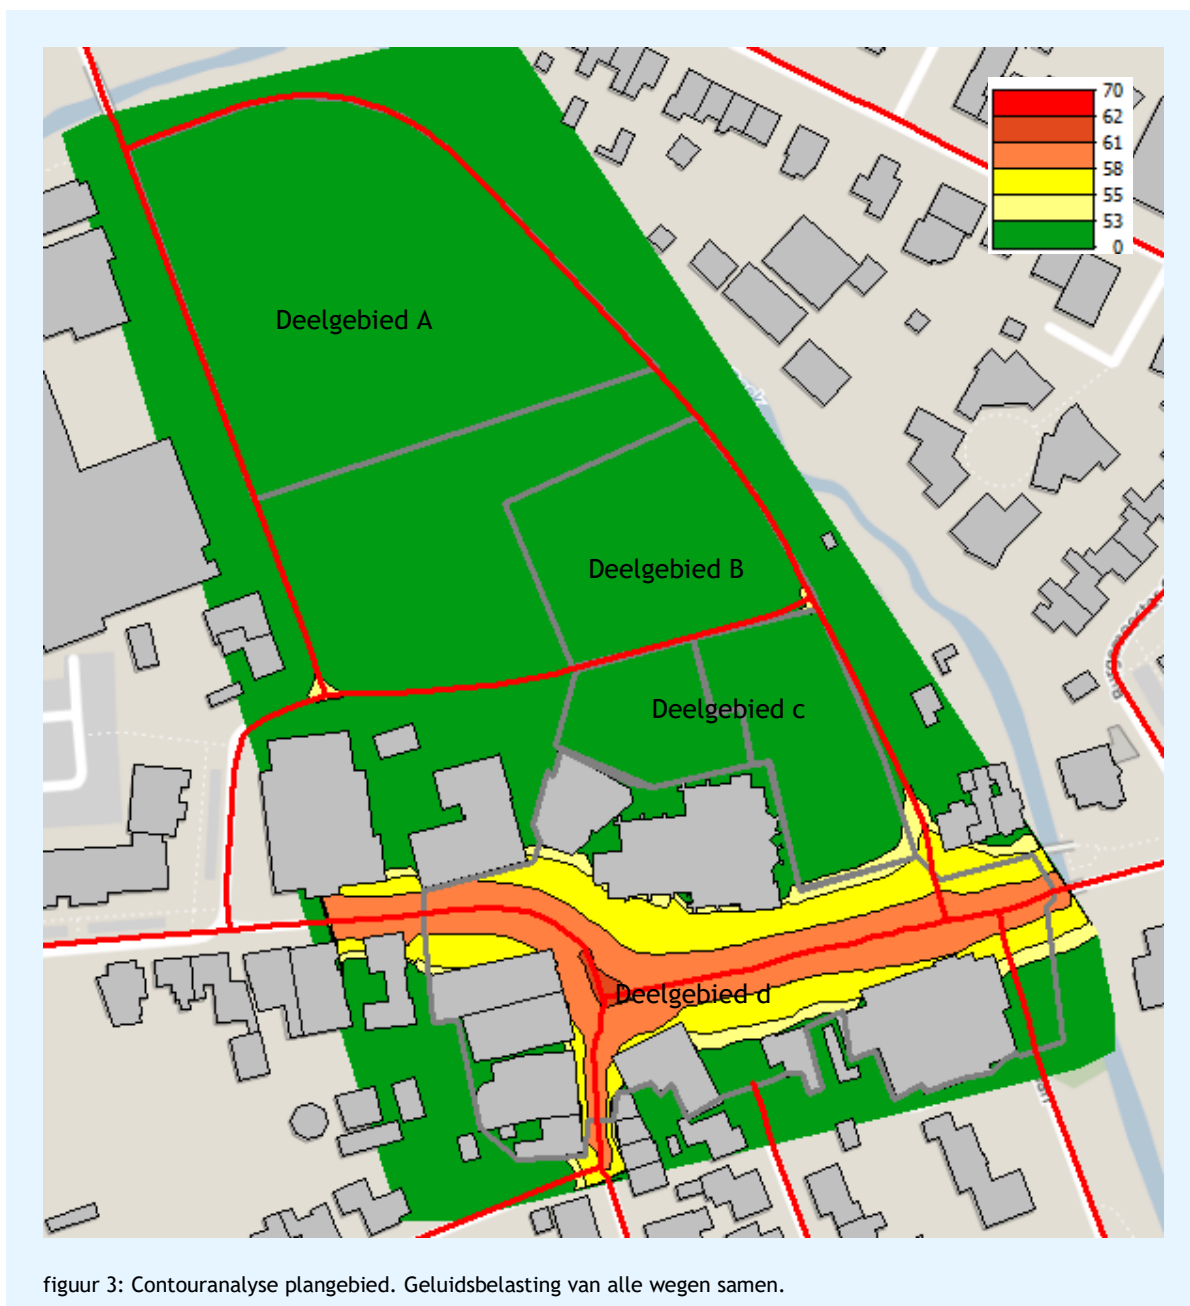 70
62
61
58
55
53
0
Deelgebied A
Deelgebied B
Deelgebied c
Deelgebied d
figuur 3: Contouranalyse plangebied. Geluidsbelasting van alle wegen samen.